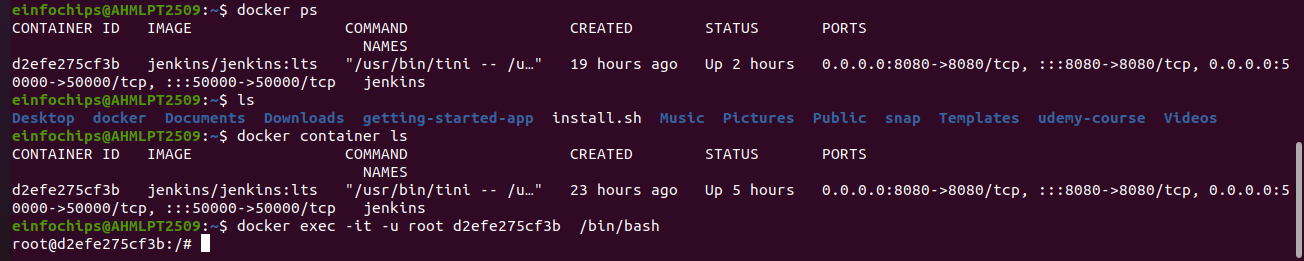 einfochips@AHMLPT2509:~$ docker ps
CONTAINER ID   IMAGE                 COMMAND                  CREATED        STATUS       PORTS
                                       NAMES
d2efe275cf3b   jenkins/jenkins:lts   "/usr/bin/tini -- /u…"   19 hours ago   Up 2 hours   0.0.0.0:8080->8080/tcp, :::8080->8080/tcp, 0.0.0.0:5
0000->50000/tcp, :::50000->50000/tcp   jenkins
einfochips@AHMLPT2509:~$ ls
Desktop  docker  Documents  Downloads  getting-started-app  install.sh  Music  Pictures  Public  snap  Templates  udemy-course  Videos
einfochips@AHMLPT2509:~$ docker container ls
CONTAINER ID   IMAGE                 COMMAND                  CREATED        STATUS       PORTS
                                       NAMES
d2efe275cf3b   jenkins/jenkins:lts   "/usr/bin/tini -- /u…"   23 hours ago   Up 5 hours   0.0.0.0:8080->8080/tcp, :::8080->8080/tcp, 0.0.0.0:5
0000->50000/tcp, :::50000->50000/tcp   jenkins
einfochips@AHMLPT2509:~$ docker exec -it -u root d2efe275cf3b  /bin/bash
root@d2efe275cf3b:/#